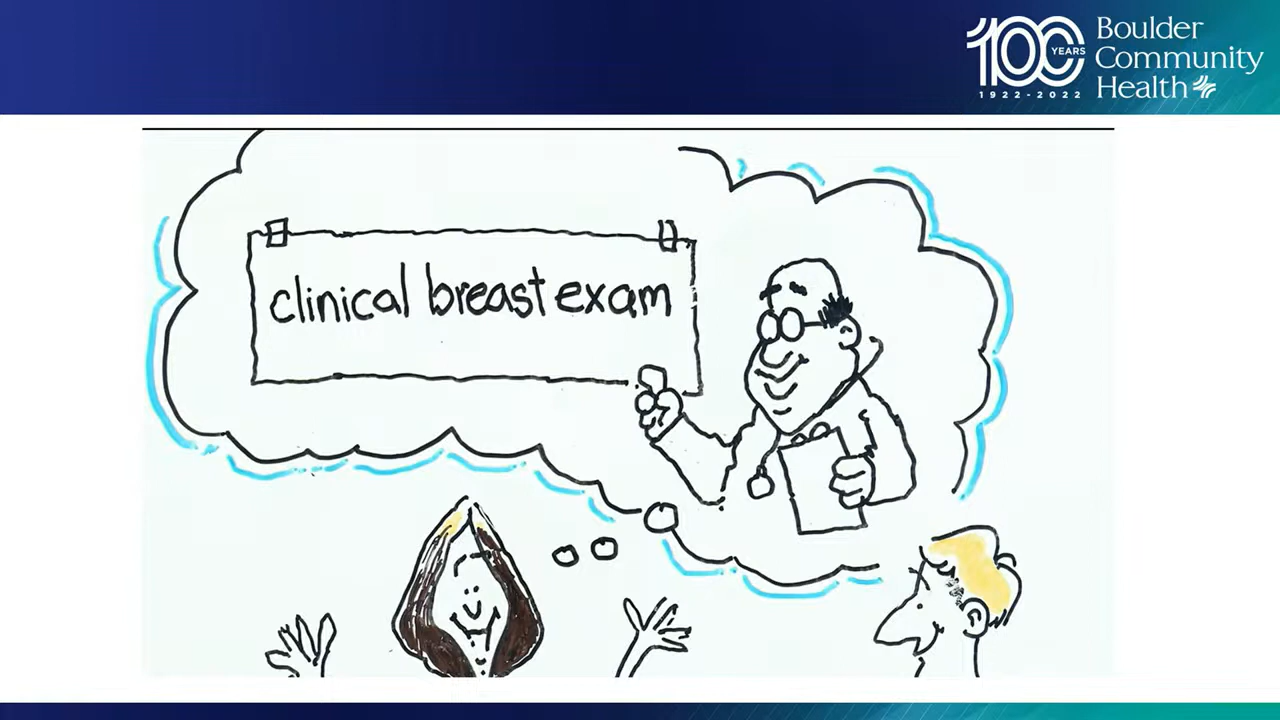 100 YEARS
1922-2022
Boulder
Community
Health
clinical breast exam